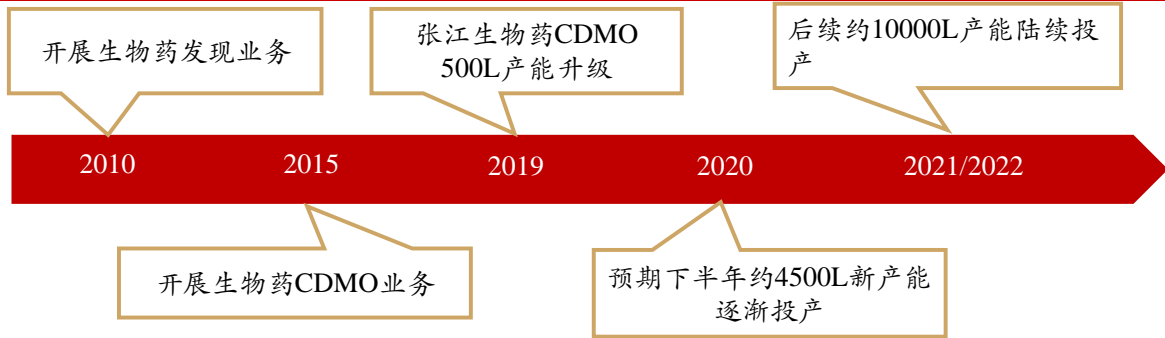 开展生物药发现业务
张江生物药CDMO
500L产能升级
后续约10000L产能陆续投
产
2010
2015
2019
2020
2021/2022
开展生物药CDMO业务
预期下半年约4500L新产能
逐渐投产